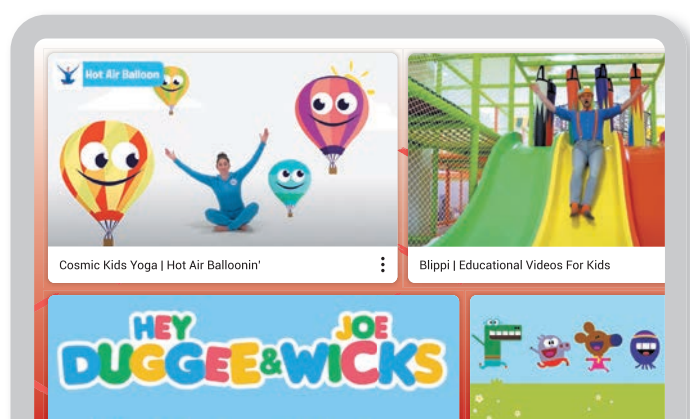 Hot Air Balloon
Cosmic Kids Yoga | Hot Air Balloonin'
Blippi | Educational Videos For Kids
HEY
DUGGEE & JOE
WICKS